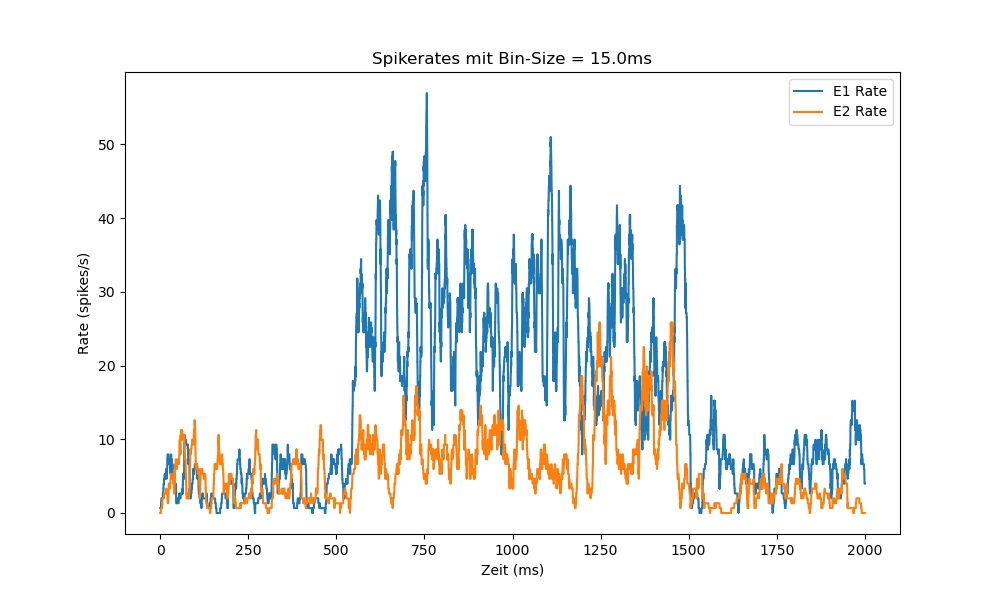 Spikerates mit Bin-Size = 15.0ms
E1 Rate
E2 Rate
50
40
30
20
10
0
Rate (spikes/s)
0 250 500 750 1000 1250 1500 1750 2000
Zeit (ms)